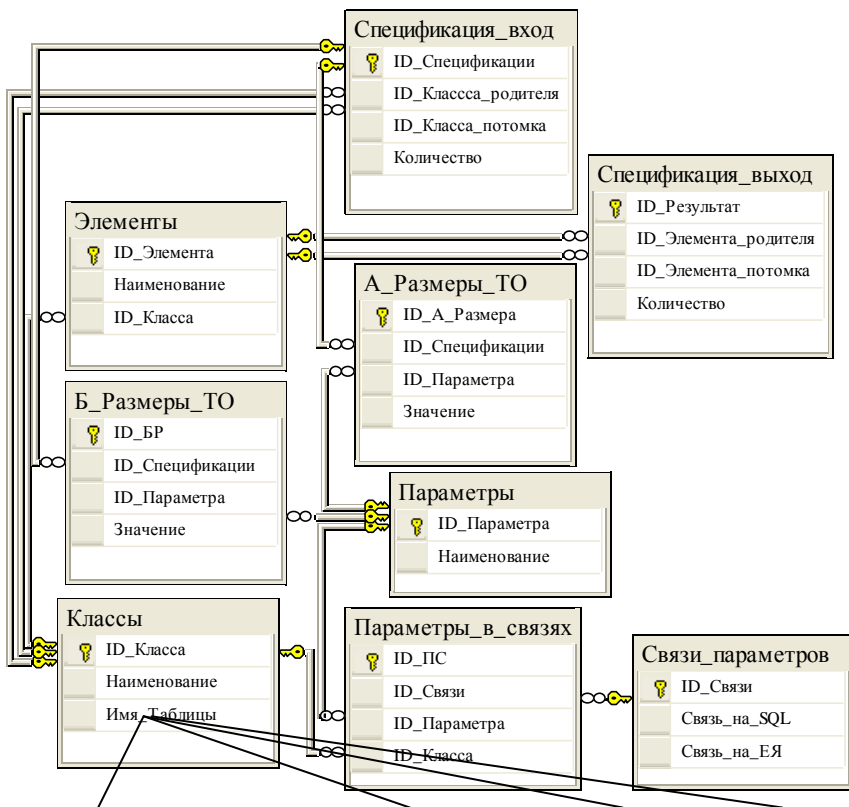 Спецификация_вход
ID_Спецификации
ID_Классса_родителя
ID_Класса_потомка
Количество
Спецификация_выход
ID_Результат
ID_Элемента_родителя
ID_Элемента_потомка
Количество
Элементы
ID_Элемента
Наименование
ID_Класса
А_Размеры_ТО
ID_А_Размера
ID_Спецификации
ID_Параметра
Значение
Б_Размеры_ТО
ID_БР
ID_Спецификации
ID_Параметра
Значение
Параметры
ID_Параметра
Наименование
Классы
ID_Класса
Наименование
Имя_Таблицы
Параметры_в_связях
ID_ПС
ID_Связи
ID_Параметра
ID_Класса
Связи_параметров
ID_Связи
Связь_на_SQL
Связь_на_ЕЯ